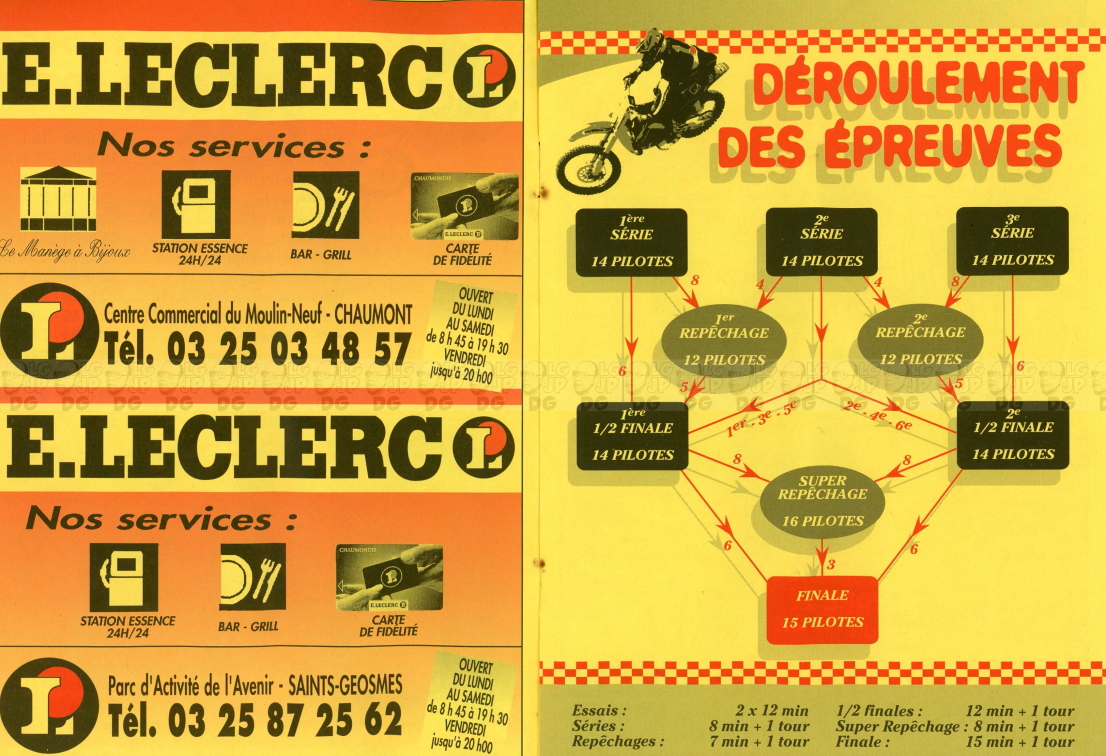 E.LECLERC L
Nos services :
Le Manège à Bijoux
STATION ESSENCE
24H/24
BAR - GRILL
CHAUMONDIS
E.LECLERC L
CARTE
DE FIDÉLITÉ
L
Centre Commercial du Moulin-Neuf - CHAUMONT
Tél. 03 25 03 48 57
OUVERT
DU LUNDI
AU SAMEDI
de 8 h 45 à 19 h 30
VENDREDI
jusqu'à 20 h00
E.LECLERC L
Nos services :
STATION ESSENCE
24H/24
BAR - GRILL
CHAUMONDIS
E.LECLERC L
CARTE
DE FIDÉLITÉ
L
Parc d'Activité de l'Avenir - SAINTS-GEOSMES
Tél. 03 25 87 25 62
OUVERT
DU LUNDI
AU SAMEDI
de 8 h 45 à 19 h 30
VENDREDI
jusqu'à 20 h00
DÉROULEMENT
DES ÉPREUVES
1ère
SÉRIE
14 PILOTES
2e
SÉRIE
14 PILOTES
3e
SÉRIE
14 PILOTES
8
4
4
8
1er
REPÊCHAGE
12 PILOTES
2e
REPÊCHAGE
12 PILOTES
6
5
5
6
1er - 3e - 5e
2e - 4e - 6e
1ère
1/2 FINALE
14 PILOTES
2e
1/2 FINALE
14 PILOTES
8
8
SUPER
REPÊCHAGE
16 PILOTES
6
3
6
FINALE
15 PILOTES
Essais : 2 x 12 min
Séries : 8 min + 1 tour
Repêchages : 7 min + 1 tour
1/2 finales : 12 min + 1 tour
Super Repêchage : 8 min + 1 tour
Finale : 15 min + 1 tour